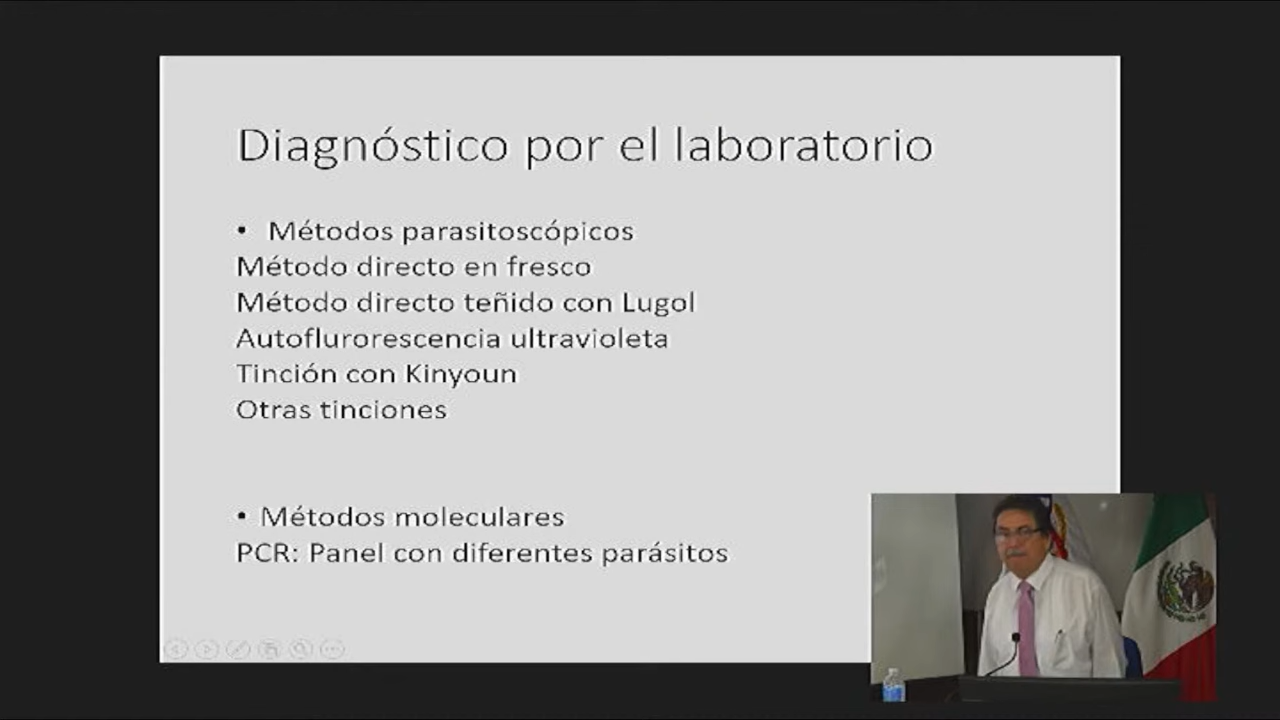 Diagnóstico por el laboratorio
• Métodos parasitoscópicos
Método directo en fresco
Método directo teñido con Lugol
Autoflurorescencia ultravioleta
Tinción con Kinyoun
Otras tinciones
• Métodos moleculares
PCR: Panel con diferentes parásitos